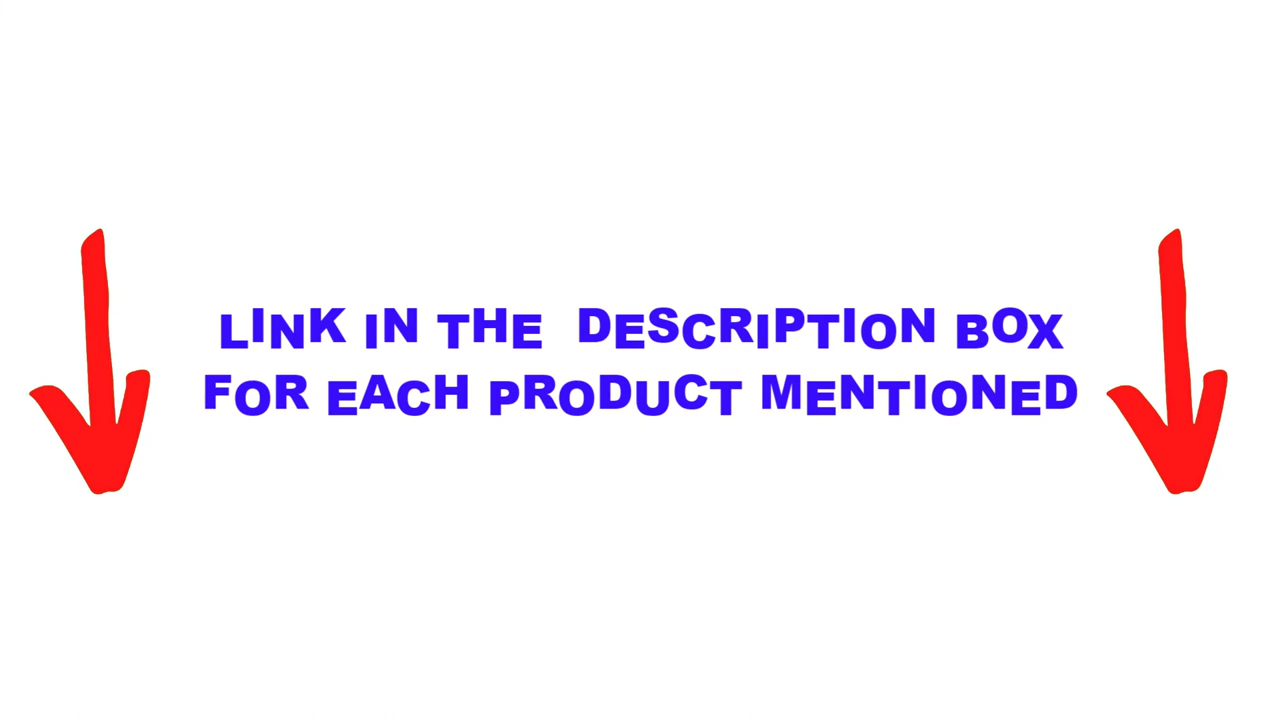 LINK IN THE DESCRIPTION BOX
FOR EACH PRODUCT MENTIONED